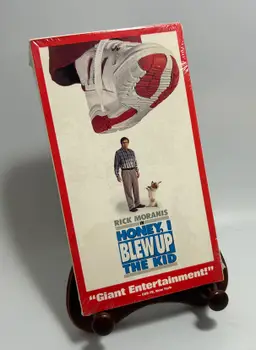 RICK MORANIS
HONEY, I
BLEW UP
THE KID
"Giant Entertainment!"